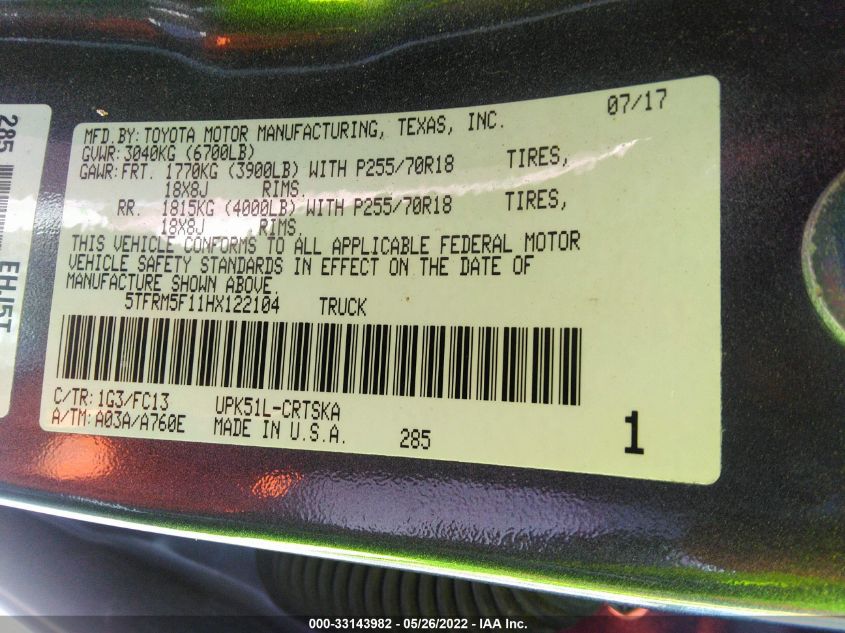 07/17
MFD.BY:TOYOTA MOTOR MANUFACTURING, TEXAS, INC.
GVWR:3040KG (6700LB)
GAWR:FRT. 1770KG (3900LB) WITH P255/70R18 TIRES,
18X8J RIMS.
RR. 1815KG (4000LB) WITH P255/70R18 TIRES,
18X8J RIMS.
THIS VEHICLE CONFORMS TO ALL APPLICABLE FEDERAL MOTOR
VEHICLE SAFETY STANDARDS IN EFFECT ON THE DATE OF
MANUFACTURE SHOWN ABOVE.
5TFRM5F11HX122104 TRUCK
C/TR:1G3/FC13 UPK51L-CRTSKA
A/TM:A03A/A760E MADE IN U.S.A. 285
1
285
EHJ5T
000-33143982 - 05/26/2022 - IAA Inc.